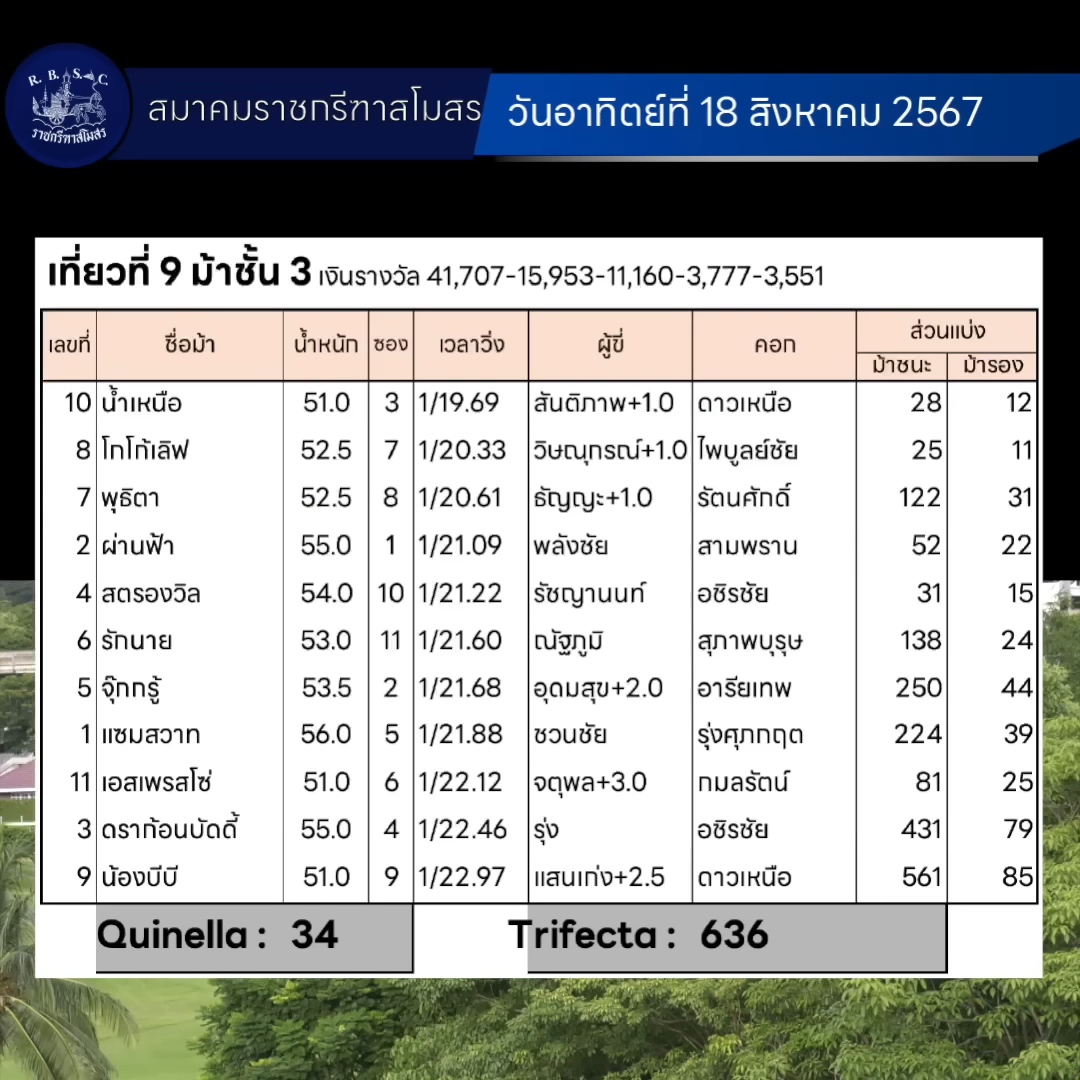 R. B. S. C.
ราชกรีฑาสโมสร
สมาคมราชกรีฑาสโมสร
วันอาทิตย์ที่ 18 สิงหาคม 2567
เที่ยวที่ 9 ม้าชั้น 3 เงินรางวัล 41,707-15,953-11,160-3,777-3,551
เลขที่ ชื่อม้า น้ำหนัก ซอง เวลาวิ่ง ผู้ขี่ คอก ส่วนแบ่ง
ม้าชนะ ม้ารอง
10 น้ำเหนือ 51.0 3 1/19.69 สันติภาพ+1.0 ดาวเหนือ 28 12
8 โกโก้เลิฟ 52.5 7 1/20.33 วิษณุกรณ์+1.0 ไพบูลย์ชัย 25 11
7 พุธิตา 52.5 8 1/20.61 ธัญญะ+1.0 รัตนศักดิ์ 122 31
2 ผ่านฟ้า 55.0 1 1/21.09 พลังชัย สามพราน 52 22
4 สตรองวิล 54.0 10 1/21.22 รัชญานนท์ อชิรชัย 31 15
6 รักนาย 53.0 11 1/21.60 ณัฐภูมิ สุภาพบุรุษ 138 24
5 จุ๊กกรู้ 53.5 2 1/21.68 อุดมสุข+2.0 อารียเทพ 250 44
1 แซมสวาท 56.0 5 1/21.88 ชวนชัย รุ่งศุภกฤต 224 39
11 เอสเพรสโซ่ 51.0 6 1/22.12 จตุพล+3.0 กมลรัตน์ 81 25
3 ดราก้อนบัดดี้ 55.0 4 1/22.46 รุ่ง อชิรชัย 431 79
9 น้องบีบี 51.0 9 1/22.97 แสนเก่ง+2.5 ดาวเหนือ 561 85
Quinella : 34 Trifecta : 636